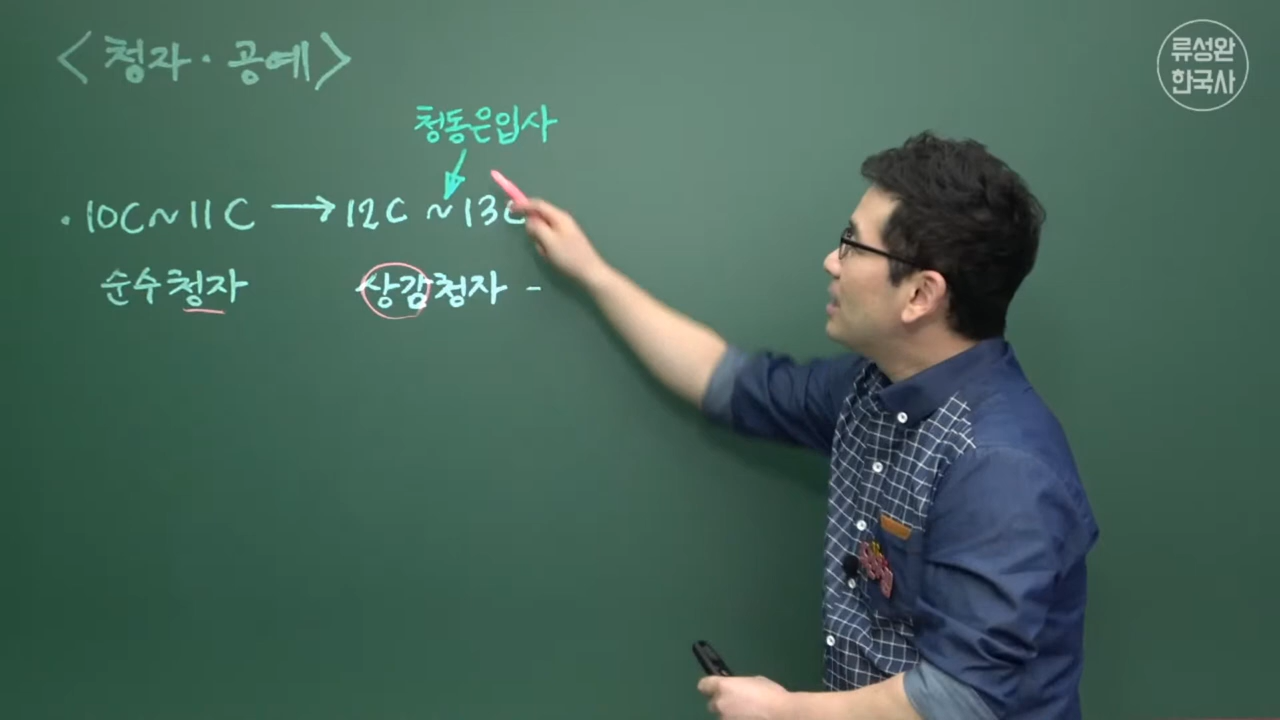 <청자·공예>
청동은입사
· 10C~11C → 12C ~13C
순수청자 상감청자 -
류성완
한국사